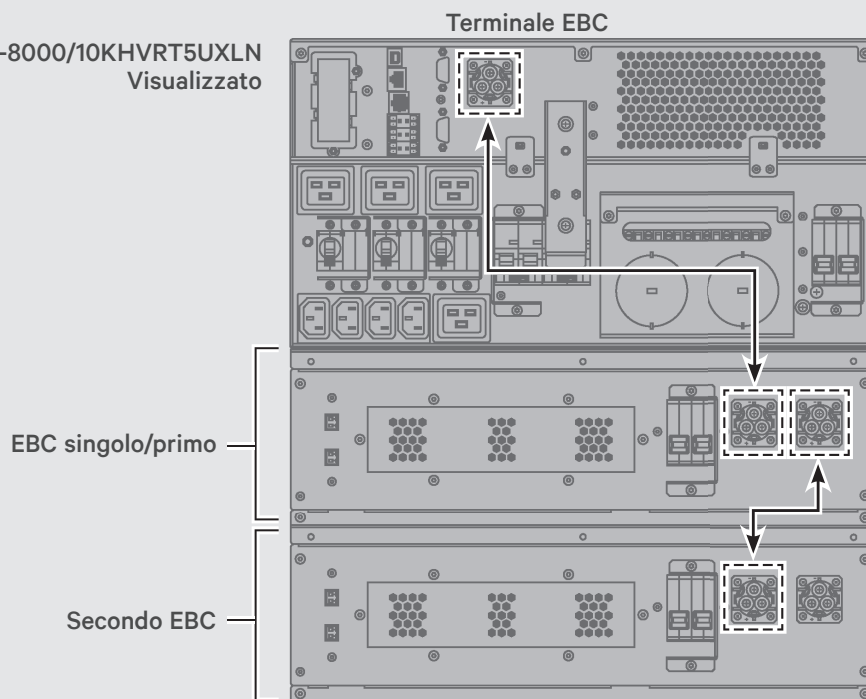 Terminale EBC
-8000/10KHVRT5UXLN
Visualizzato
EBC singolo/primo
Secondo EBC